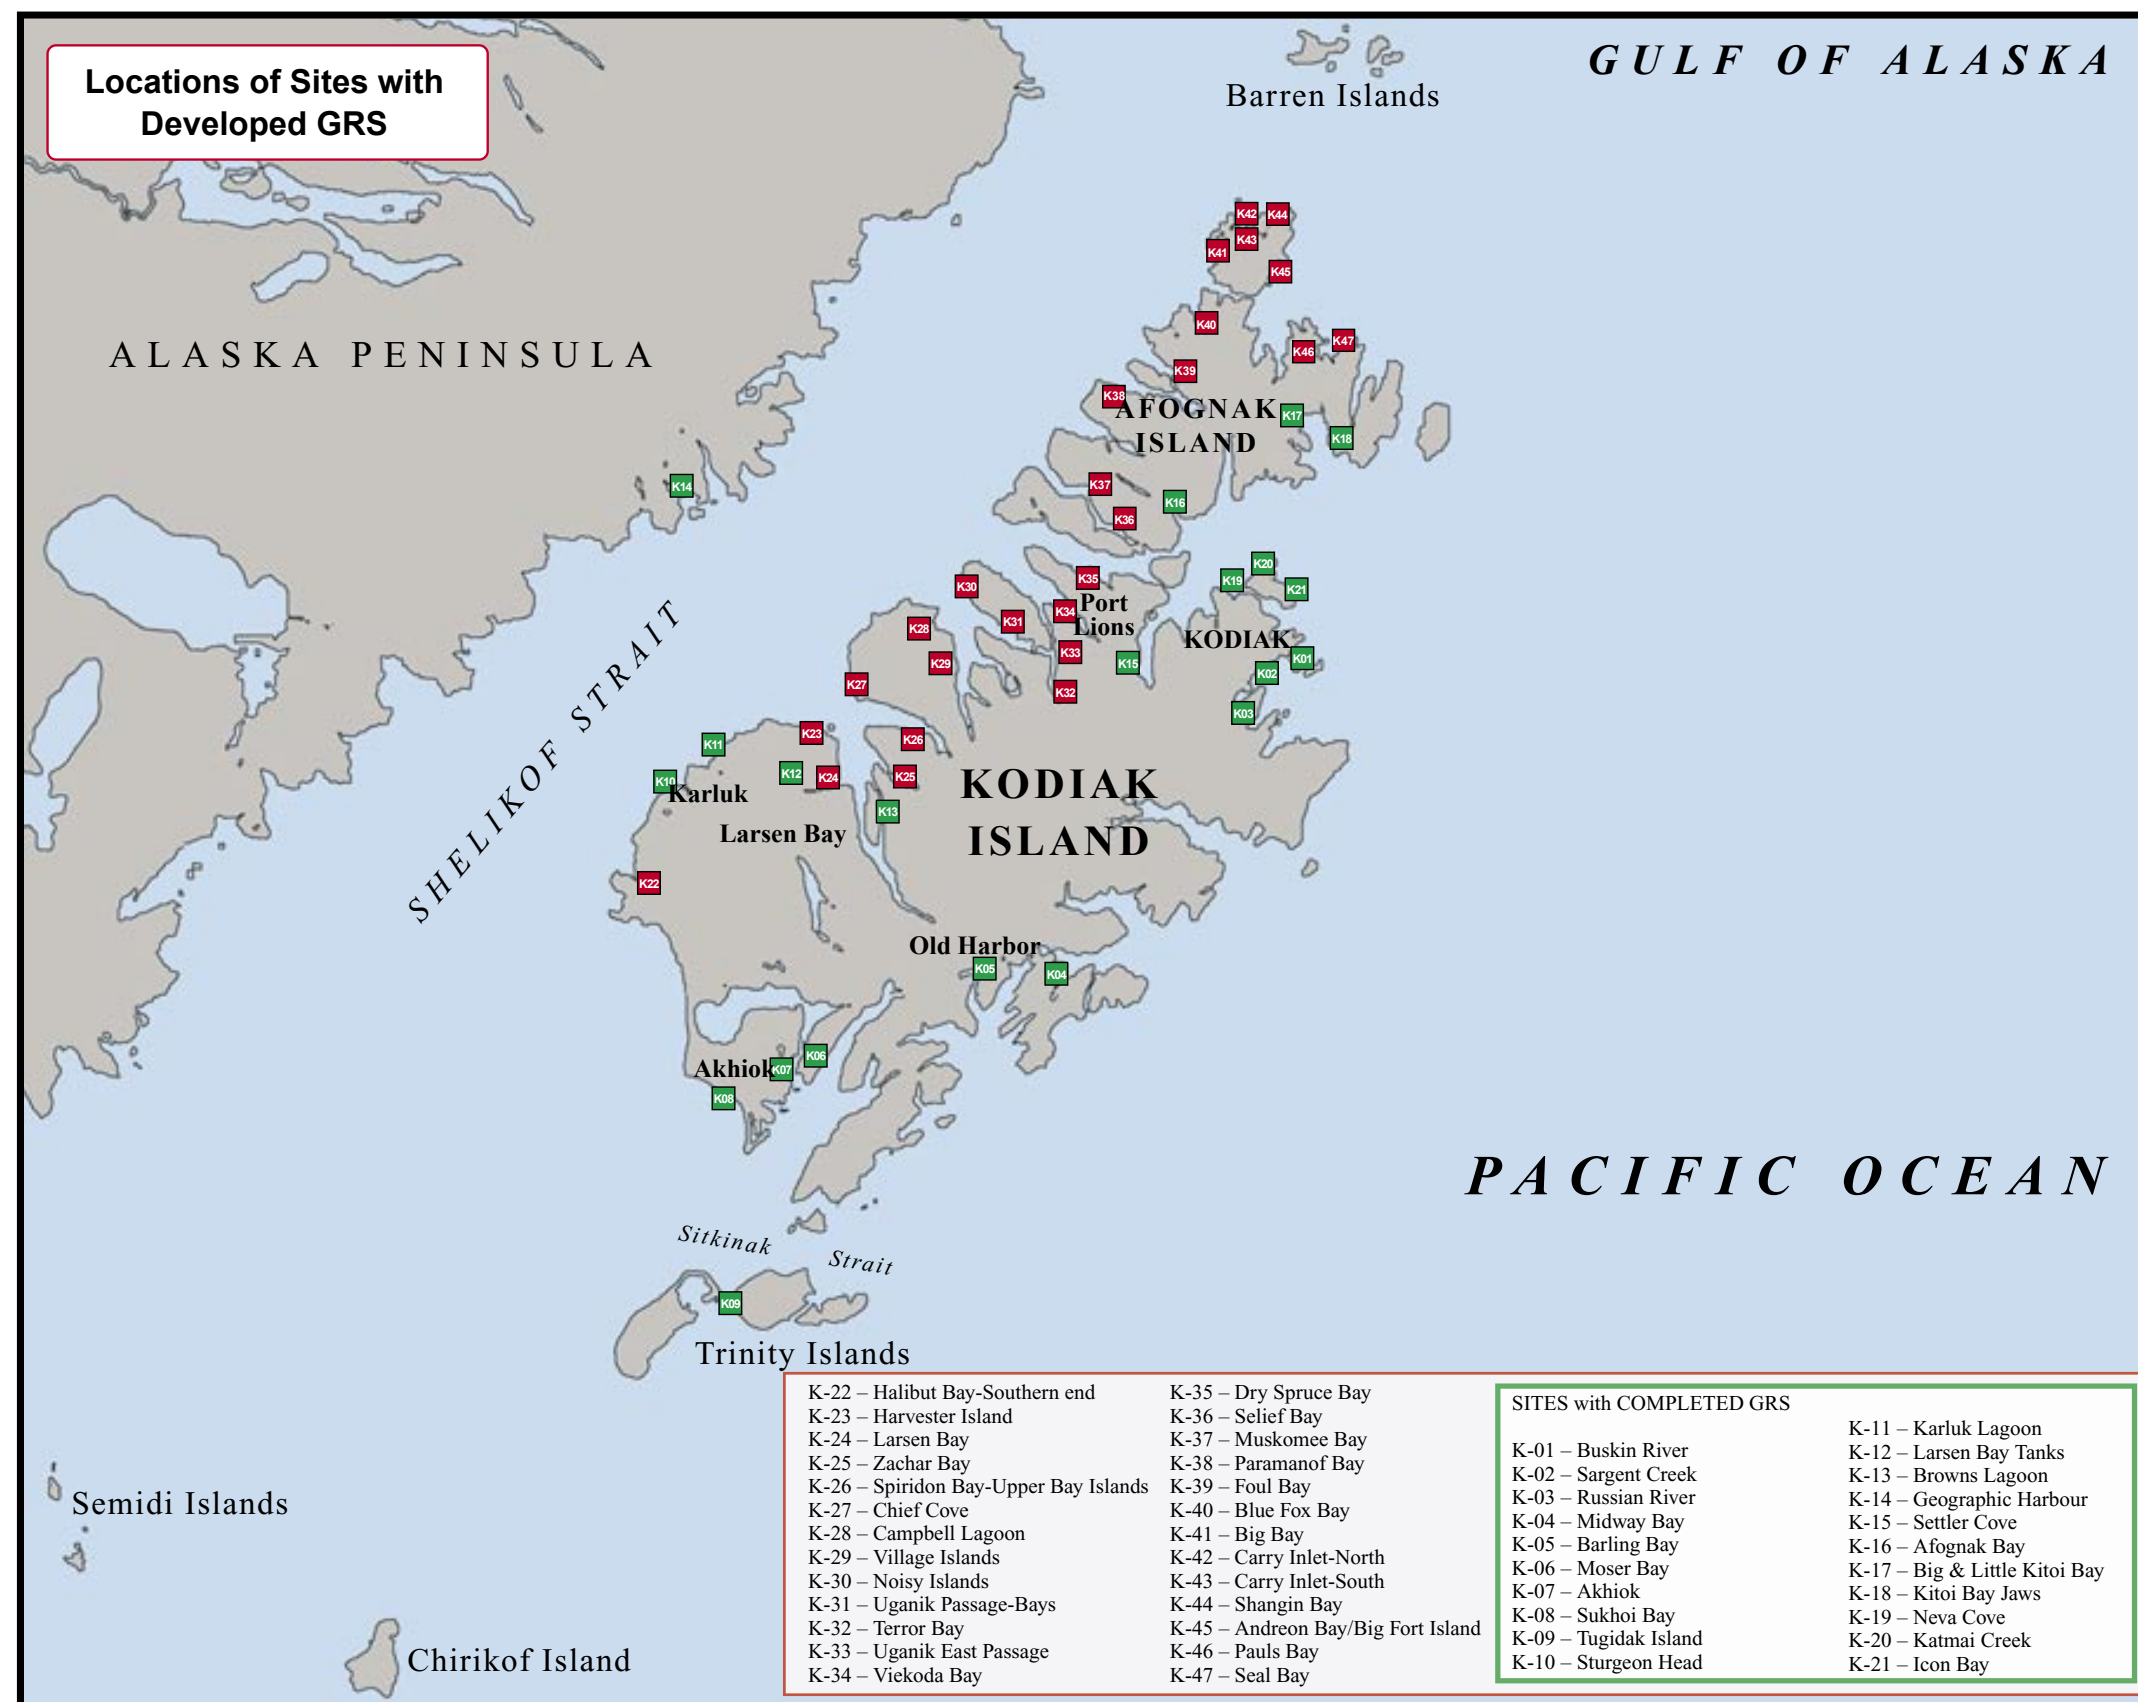 Locations of Sites with
Developed GRS
GULF OF ALASKA
Barren Islands
K42
K44
K43
K41
K45
ALASKA PENINSULA
K40
K47
K46
K39
K38
AFOGNAK
ISLAND
K17
K18
K14
K37
K16
K36
K20
K19
K21
K35
K30
K34
Port
Lions
K31
K28
KODIAK
K33
K29
K15
K01
K02
K27
K32
K03
SHELIKOF STRAIT
K11
K23
K26
K10
Karluk
K12
K24
K25
KODIAK
ISLAND
K13
Larsen Bay
K22
Old Harbor
K05
K04
K06
Akhiok
K07
K08
PACIFIC OCEAN
Sitkinak Strait
K09
Trinity Islands
Semidi Islands
Chirikof Island
K-22 – Halibut Bay-Southern end
K-23 – Harvester Island
K-24 – Larsen Bay
K-25 – Zachar Bay
K-26 – Spiridon Bay-Upper Bay Islands
K-27 – Chief Cove
K-28 – Campbell Lagoon
K-29 – Village Islands
K-30 – Noisy Islands
K-31 – Uganik Passage-Bays
K-32 – Terror Bay
K-33 – Uganik East Passage
K-34 – Viekoda Bay
K-35 – Dry Spruce Bay
K-36 – Selief Bay
K-37 – Muskomee Bay
K-38 – Paramanof Bay
K-39 – Foul Bay
K-40 – Blue Fox Bay
K-41 – Big Bay
K-42 – Carry Inlet-North
K-43 – Carry Inlet-South
K-44 – Shangin Bay
K-45 – Andreon Bay/Big Fort Island
K-46 – Pauls Bay
K-47 – Seal Bay
SITES with COMPLETED GRS
K-01 – Buskin River
K-02 – Sargent Creek
K-03 – Russian River
K-04 – Midway Bay
K-05 – Barling Bay
K-06 – Moser Bay
K-07 – Akhiok
K-08 – Sukhoi Bay
K-09 – Tugidak Island
K-10 – Sturgeon Head
K-11 – Karluk Lagoon
K-12 – Larsen Bay Tanks
K-13 – Browns Lagoon
K-14 – Geographic Harbour
K-15 – Settler Cove
K-16 – Afognak Bay
K-17 – Big & Little Kitoi Bay
K-18 – Kitoi Bay Jaws
K-19 – Neva Cove
K-20 – Katmai Creek
K-21 – Icon Bay